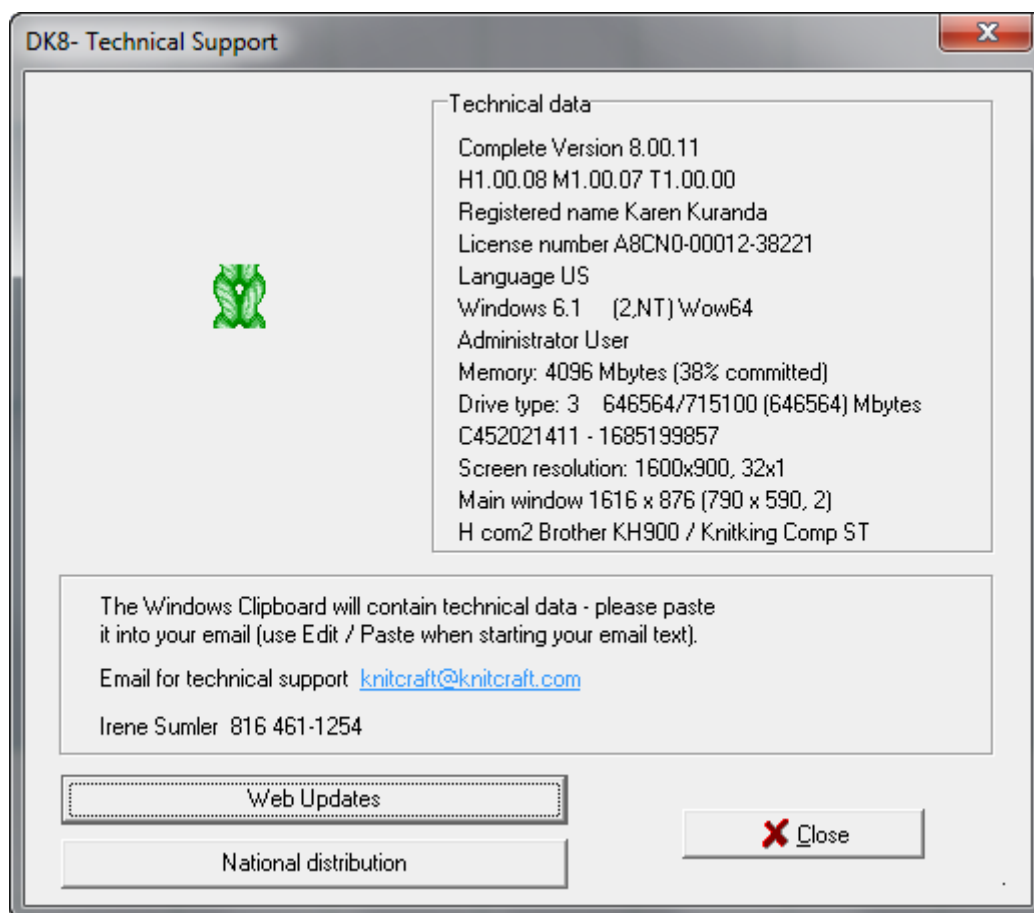 DK8- Technical Support
Technical data
Complete Version 8.00.11
H1.00.08 M1.00.07 T1.00.00
Registered name Karen Kuranda
License number A8CN0-00012-38221
Language US
Windows 6.1 (2,NT) Wow64
Administrator User
Memory: 4096 Mbytes (38% committed)
Drive type: 3 646564/715100 (646564) Mbytes
C452021411 - 1685199857
Screen resolution: 1600x900, 32x1
Main window 1616 x 876 (790 x 590, 2)
H com2 Brother KH900 / Knitking Comp ST
The Windows Clipboard will contain technical data - please paste
it into your email (use Edit / Paste when starting your email text).
Email for technical support knitcraft@knitcraft.com
Irene Sumler 816 461-1254
Web Updates
Close
National distribution